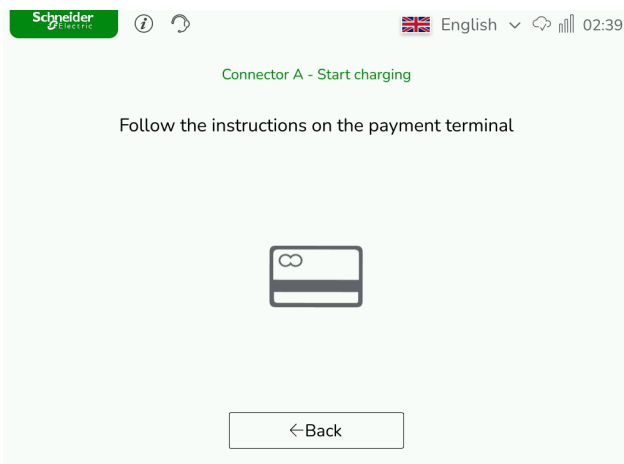 Schneider
Electric
English
02:39
Connector A - Start charging
Follow the instructions on the payment terminal
Back